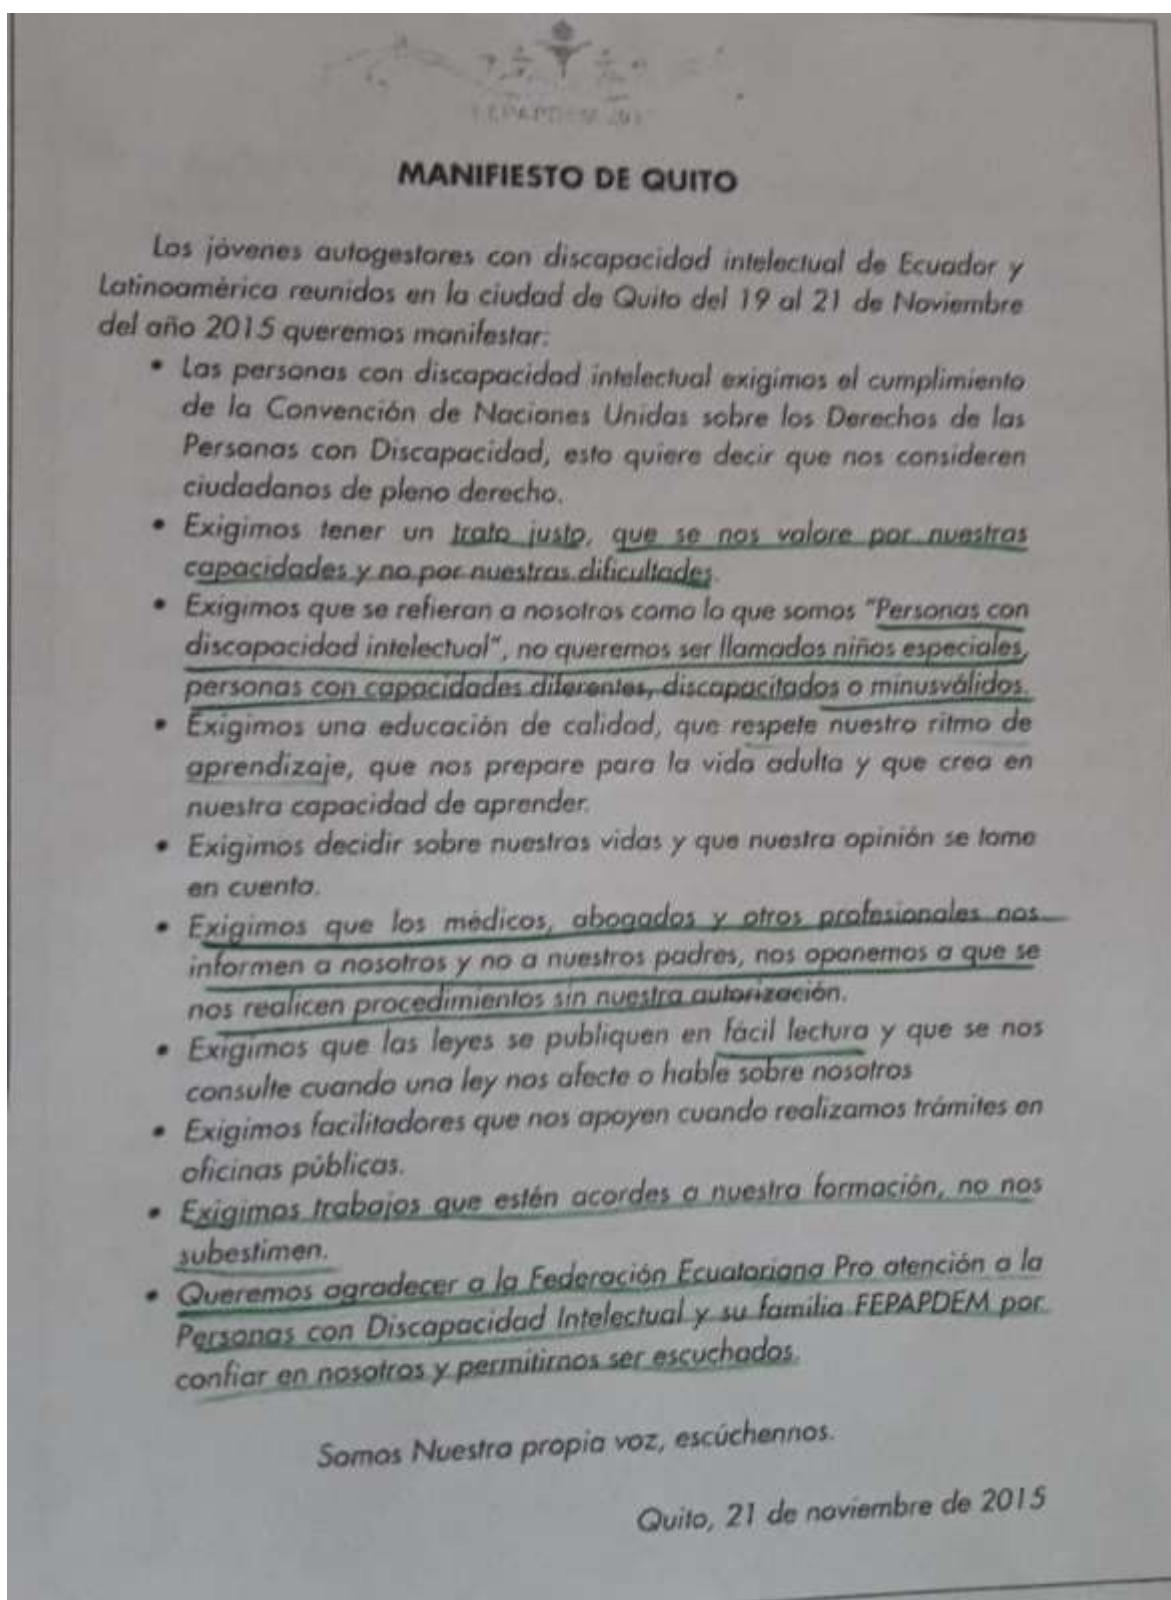 FEPAPDEM
MANIFIESTO DE QUITO
Los jóvenes autogestores con discapacidad intelectual de Ecuador y
Latinoamérica reunidos en la ciudad de Quito del 19 al 21 de Noviembre
del año 2015 queremos manifestar:
• Las personas con discapacidad intelectual exigimos el cumplimiento
de la Convención de Naciones Unidas sobre los Derechos de las
Personas con Discapacidad, esto quiere decir que nos consideren
ciudadanos de pleno derecho.
• Exigimos tener un trato justo, que se nos valore por nuestras
capacidades y no por nuestras dificultades.
• Exigimos que se refieran a nosotros como lo que somos "Personas con
discapacidad intelectual", no queremos ser llamados niños especiales,
personas con capacidades diferentes, discapacitados o minusválidos.
• Exigimos una educación de calidad, que respete nuestro ritmo de
aprendizaje, que nos prepare para la vida adulta y que crea en
nuestra capacidad de aprender.
• Exigimos decidir sobre nuestras vidas y que nuestra opinión se tome
en cuenta.
• Exigimos que los médicos, abogados y otros profesionales nos
informen a nosotros y no a nuestros padres, nos oponemos a que se
nos realicen procedimientos sin nuestra autorización.
• Exigimos que las leyes se publiquen en fácil lectura y que se nos
consulte cuando una ley nos afecte o hable sobre nosotros
• Exigimos facilitadores que nos apoyen cuando realizamos trámites en
oficinas públicas.
• Exigimos trabajos que estén acordes a nuestra formación, no nos
subestimen.
• Queremos agradecer a la Federación Ecuatoriana Pro atención a la
Personas con Discapacidad Intelectual y su familia FEPAPDEM por
confiar en nosotros y permitirnos ser escuchados.
Somos Nuestra propia voz, escúchennos.
Quito, 21 de noviembre de 2015